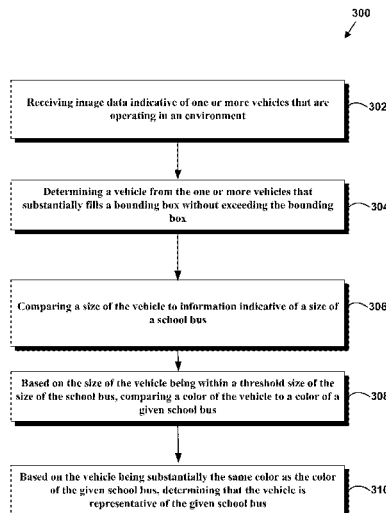 300
Receiving image data indicative of one or more vehicles that are
operating in an environment
302
Determining a vehicle from the one or more vehicles that
substantially fills a bounding box without exceeding the bounding
box
304
Comparing a size of the vehicle to information indicative of a size of
a school bus
308
Based on the size of the vehicle being within a threshold size of the
size of the school bus, comparing a color of the vehicle to a color of a
given school bus
308
Based on the vehicle being substantially the same color as the color
of the given school bus, determining that the vehicle is
representative of the given school bus
310